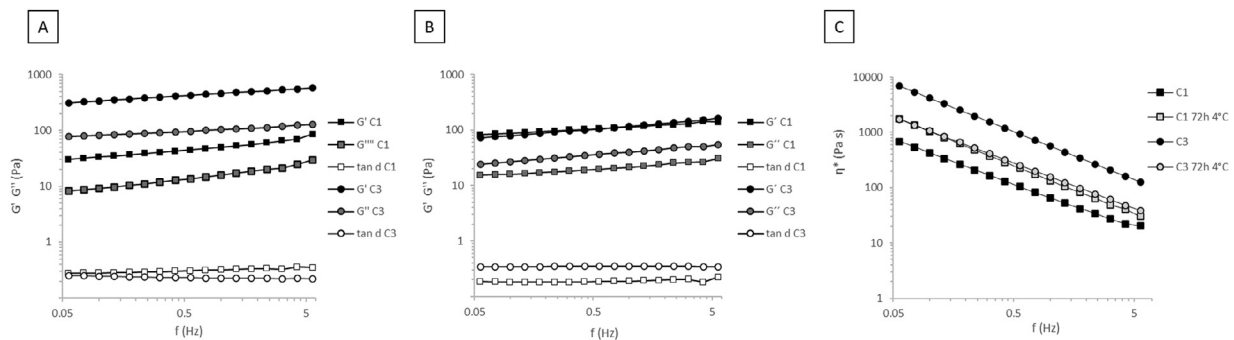 A
B
C
G' G'' (Pa)
1000
100
10
1
0.05
0.5
5
f (Hz)
G' C1
G"" C1
tan d C1
G' C3
G" C3
tan d C3
G' G'' (Pa)
1000
100
10
1
0.05
0.5
5
f (Hz)
G´ C1
G´´ C1
tan d C1
G´ C3
G´´ C3
tan d C3
η* (Pa s)
10000
1000
100
10
1
0.05
0.5
5
f (Hz)
C1
C1 72h 4°C
C3
C3 72h 4°C